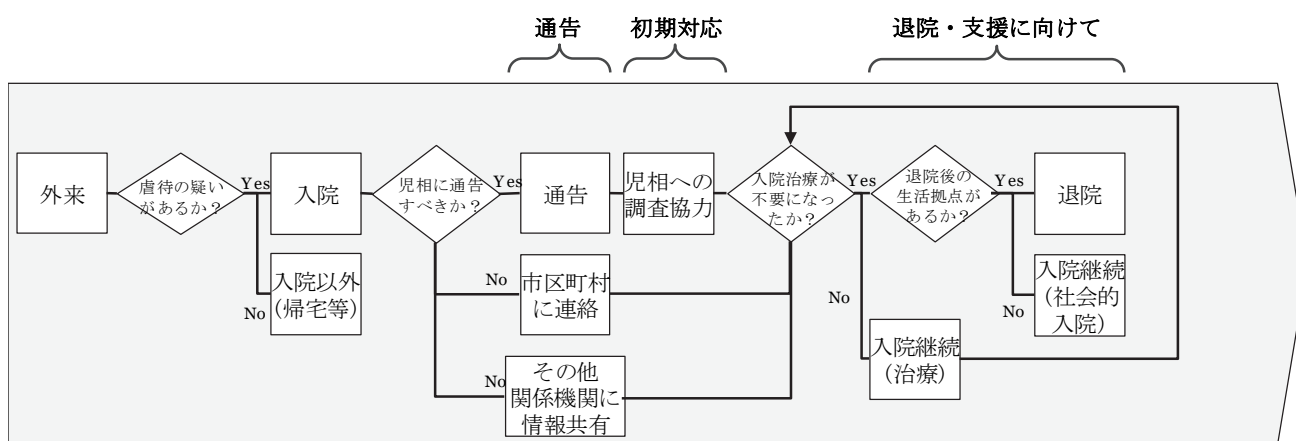 通告
初期対応
退院・支援に向けて
外来
虐待の疑い
があるか?
Yes
No
入院
入院以外
(帰宅等)
児相に通告
すべきか?
Yes
No
No
通告
市区町村
に連絡
その他
関係機関に
情報共有
児相への
調査協力
入院治療が
不要になっ
たか?
Yes
No
入院継続
(治療)
退院後の
生活拠点が
あるか?
Yes
No
退院
入院継続
(社会的
入院)